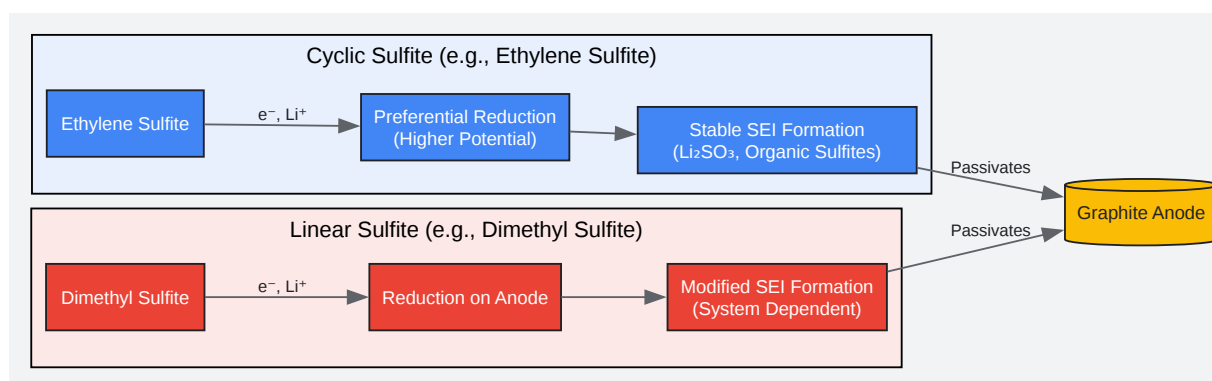 Cyclic Sulfite (e.g., Ethylene Sulfite)
Ethylene Sulfite
e⁻, Li⁺
Preferential Reduction
(Higher Potential)
Stable SEI Formation
(Li₂SO₃, Organic Sulfites)
Passivates
Graphite Anode
Linear Sulfite (e.g., Dimethyl Sulfite)
Dimethyl Sulfite
e⁻, Li⁺
Reduction on Anode
Modified SEI Formation
(System Dependent)
Passivates